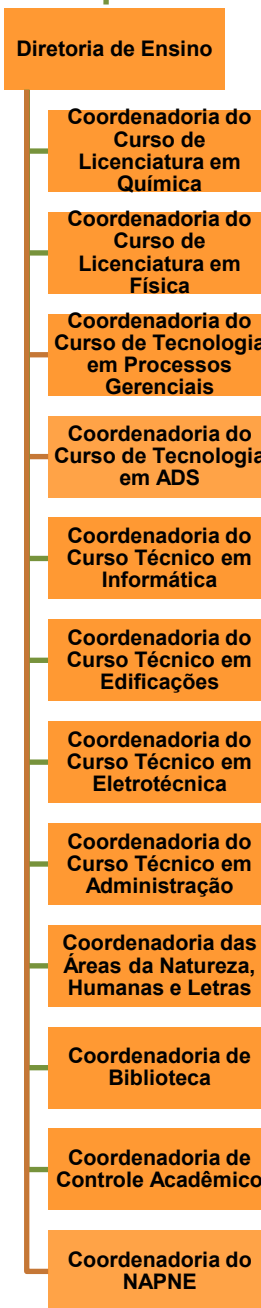 Diretoria de Ensino
Coordenadoria do
Curso de
Licenciatura em
Química
Coordenadoria do
Curso de
Licenciatura em
Física
Coordenadoria do
Curso de Tecnologia
em Processos
Gerenciais
Coordenadoria do
Curso de Tecnologia
em ADS
Coordenadoria do
Curso Técnico em
Informática
Coordenadoria do
Curso Técnico em
Edificações
Coordenadoria do
Curso Técnico em
Eletrotécnica
Coordenadoria do
Curso Técnico em
Administração
Coordenadoria das
Áreas da Natureza,
Humanas e Letras
Coordenadoria de
Biblioteca
Coordenadoria de
Controle Acadêmico
Coordenadoria do
NAPNE